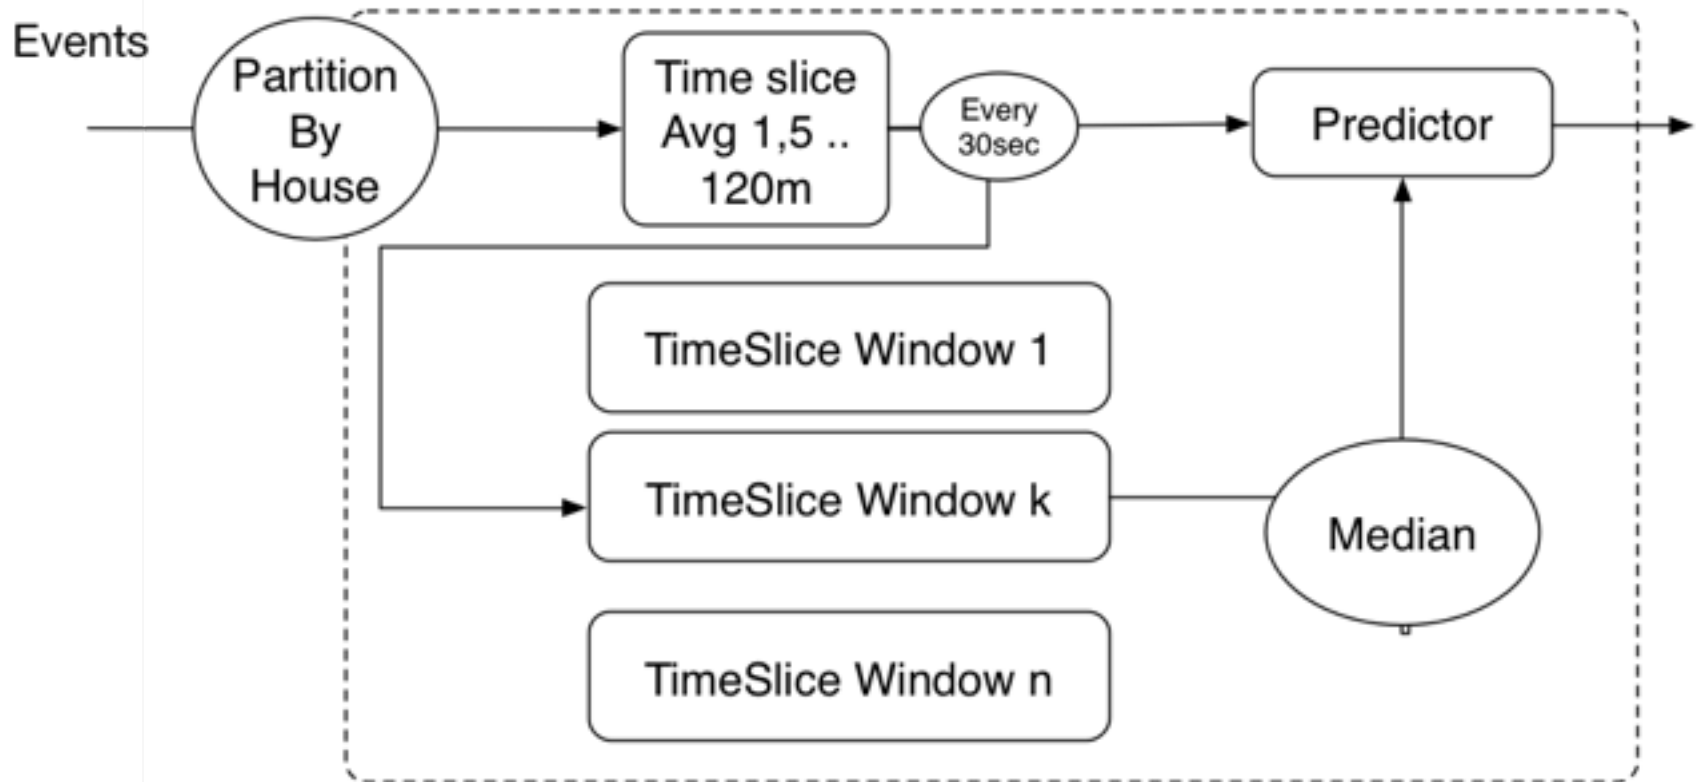 Events
Partition
By
House
Time slice
Avg 1,5 ..
120m
Every
30sec
Predictor
TimeSlice Window 1
TimeSlice Window k
Median
TimeSlice Window n